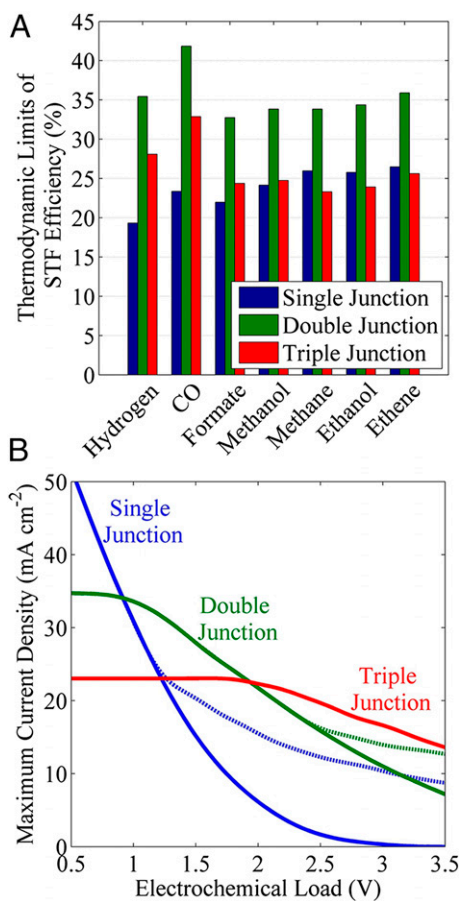 A
Thermodynamic Limits of
STF Efficiency (%)
45
40
35
30
25
20
15
10
5
0
Single Junction
Double Junction
Triple Junction
Hydrogen
CO
Formate
Methanol
Methane
Ethanol
Ethene
B
Maximum Current Density (mA cm⁻²)
50
40
30
20
10
0
Single
Junction
Double
Junction
Triple
Junction
0.5
1
1.5
2
2.5
3
3.5
Electrochemical Load (V)